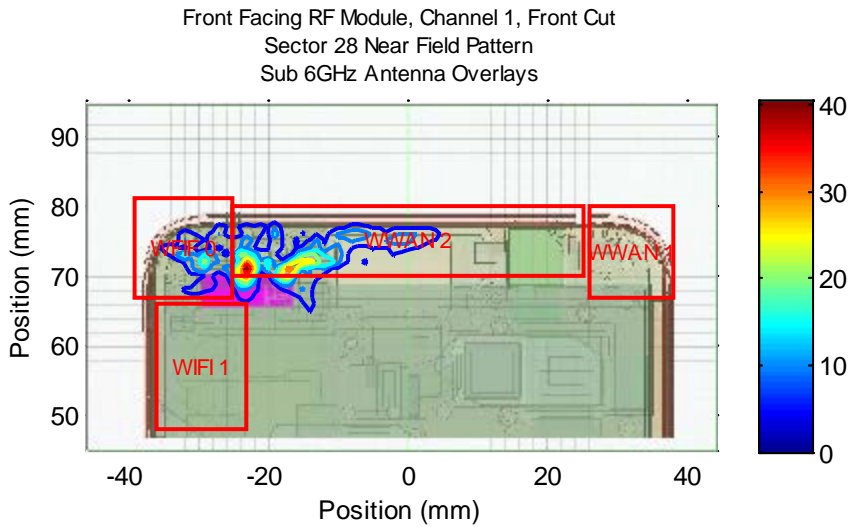 Front Facing RF Module, Channel 1, Front Cut
Sector 28 Near Field Pattern
Sub 6GHz Antenna Overlays
90
80
70
60
50
Position (mm)
WIFI 0
WWAN 2
WWAN 1
WIFI 1
-40
-20
0
20
40
Position (mm)
40
30
20
10
0